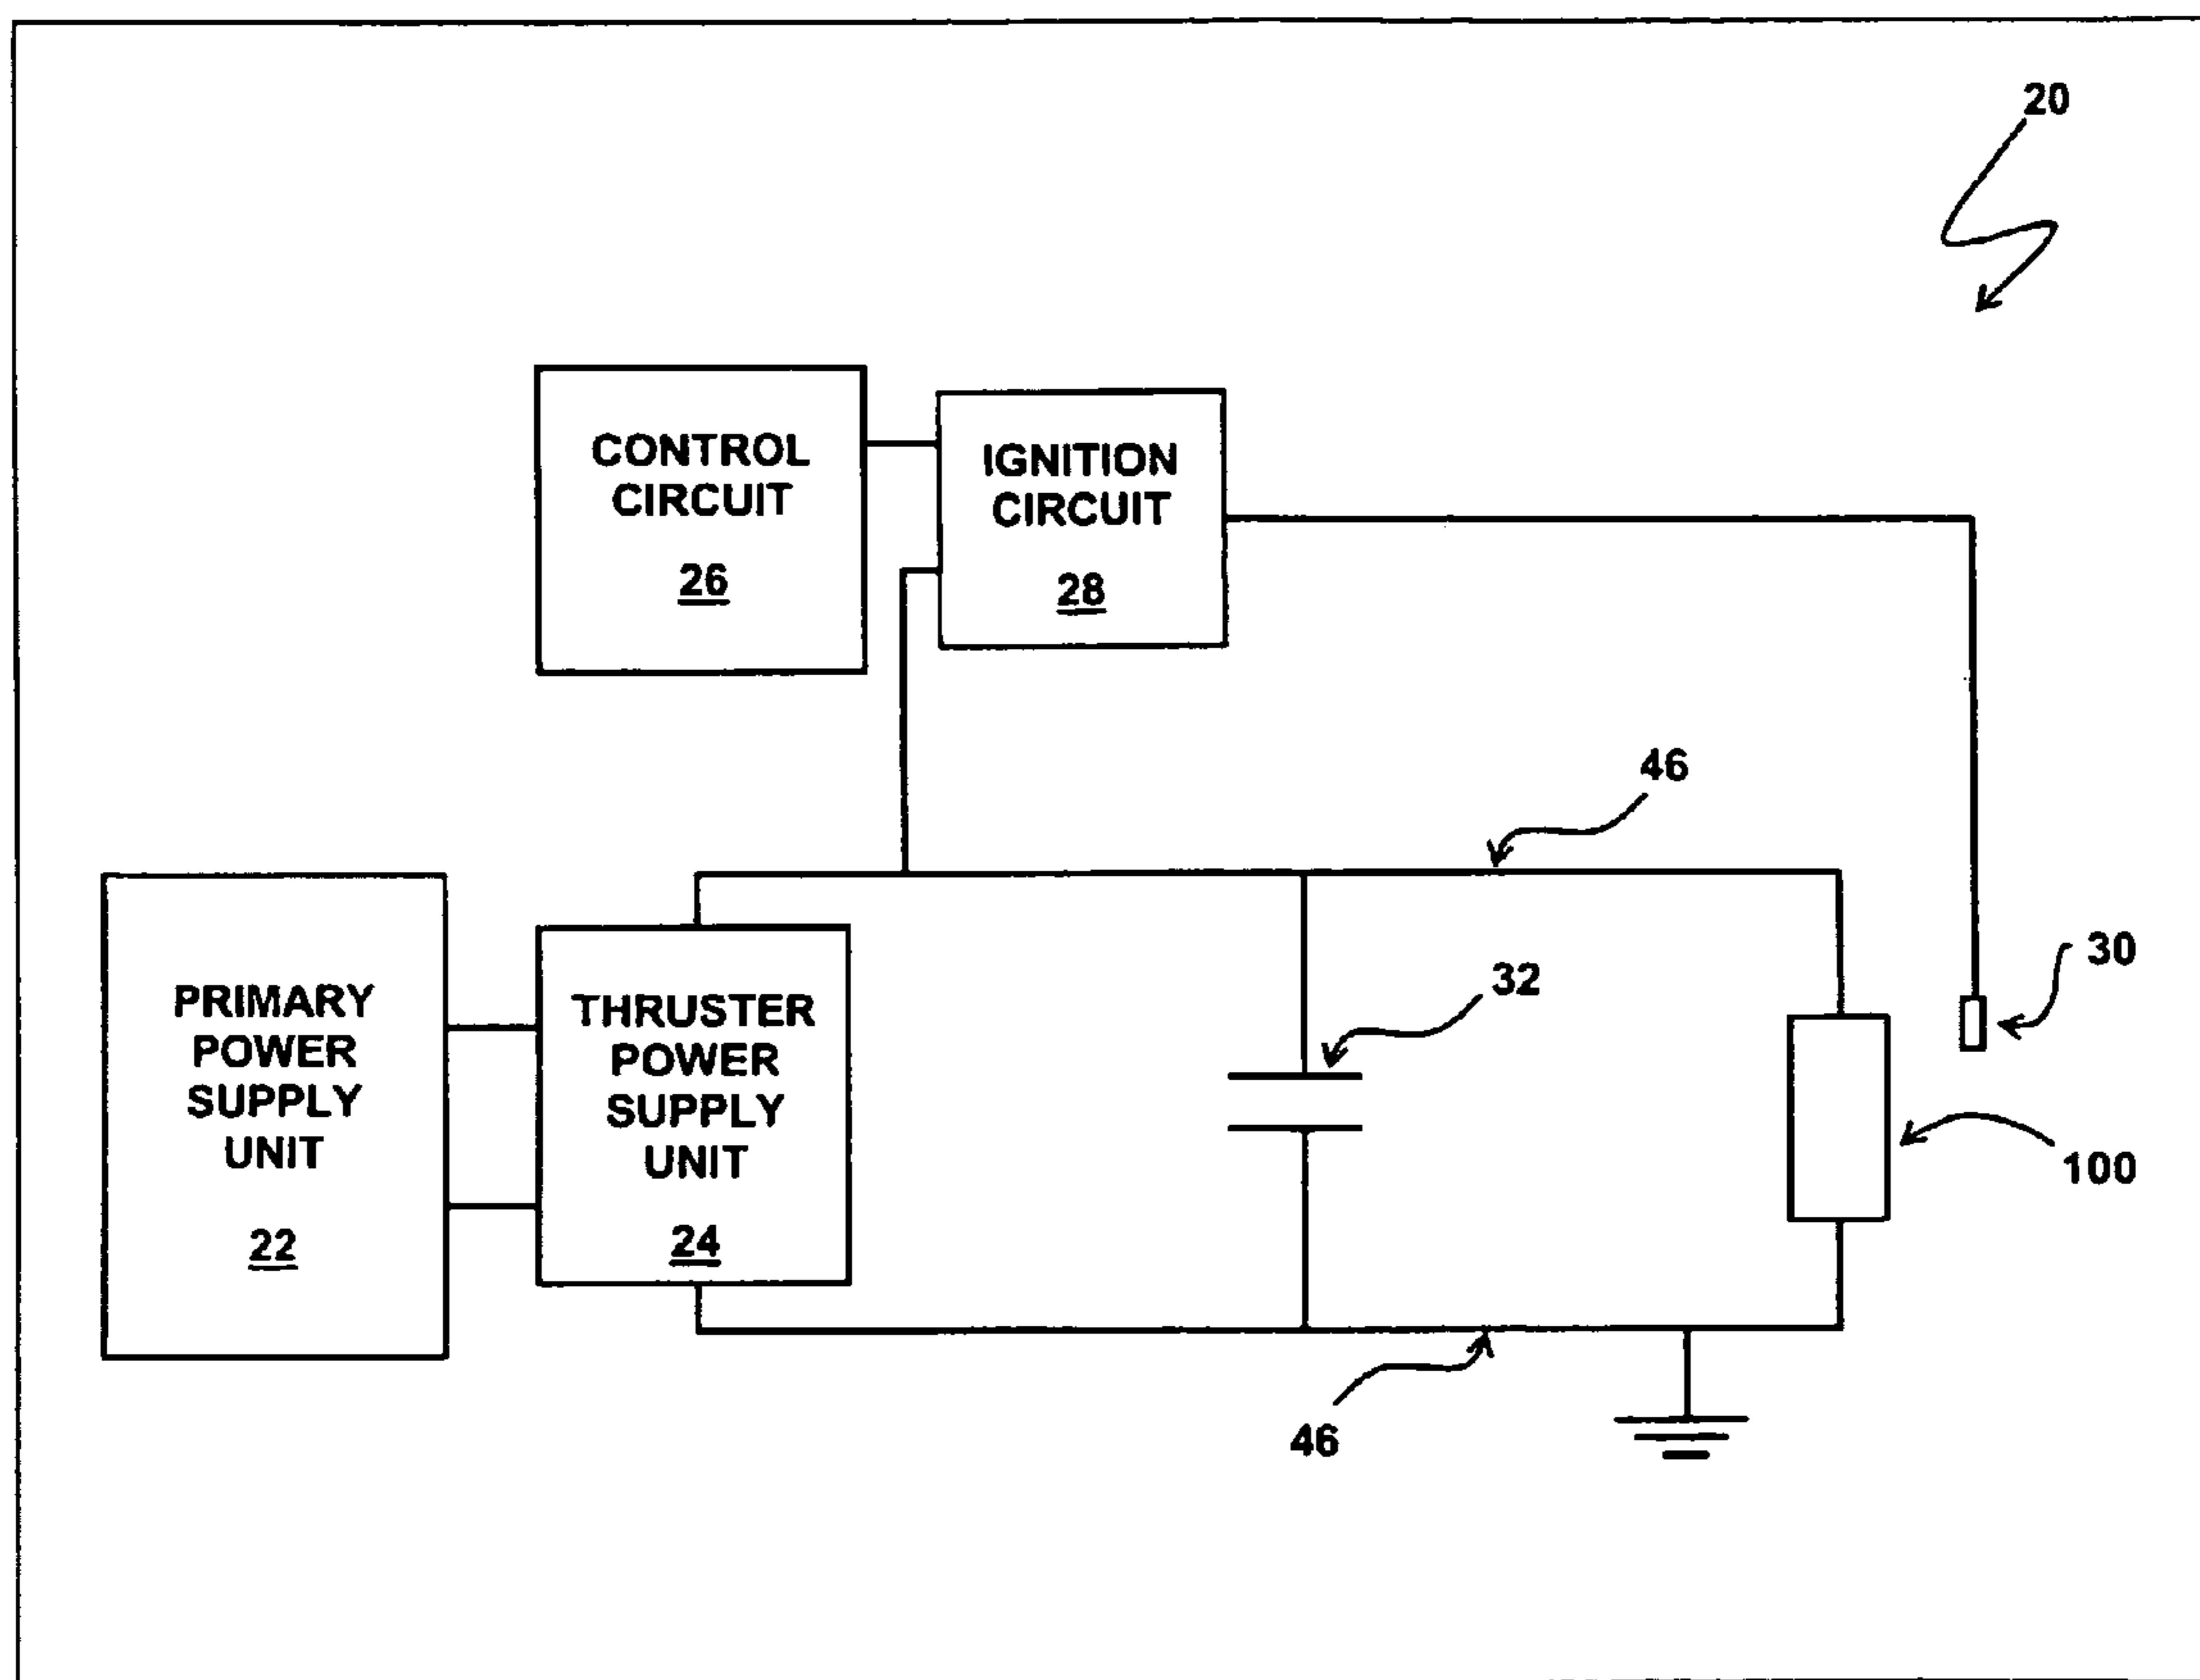 20
CONTROL
CIRCUIT
26
IGNITION
CIRCUIT
28
46
PRIMARY
POWER
SUPPLY
UNIT
22
THRUSTER
POWER
SUPPLY
UNIT
24
32
30
100
46